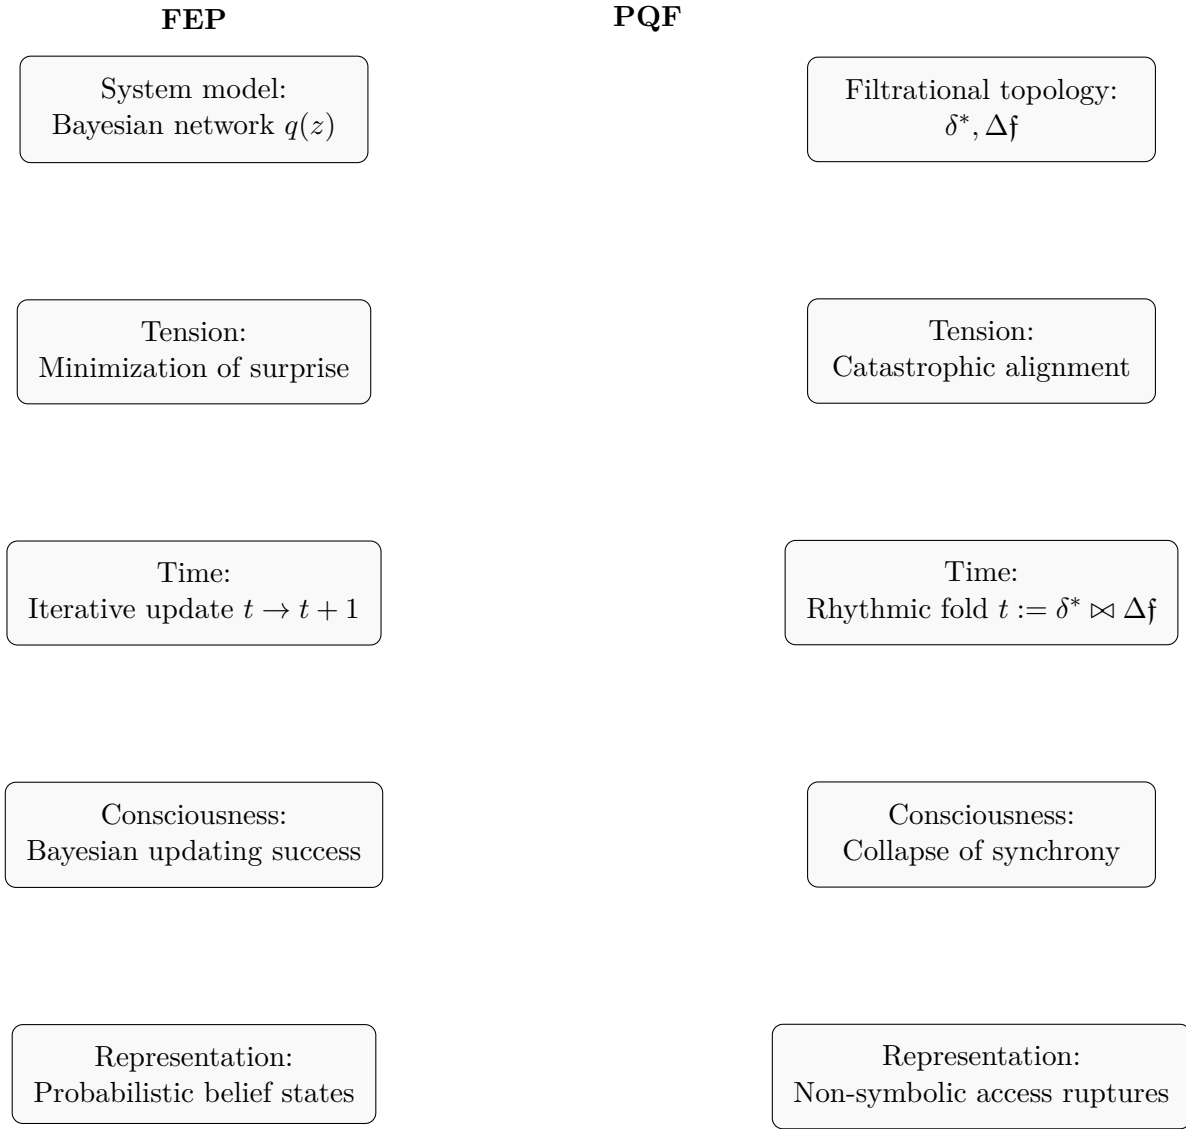 FEP
PQF
System model:
Bayesian network q(z)
Filtrational topology:
δ*, Δ𝔣
Tension:
Minimization of surprise
Tension:
Catastrophic alignment
Time:
Iterative update t → t + 1
Time:
Rhythmic fold t := δ* ⋈ Δ𝔣
Consciousness:
Bayesian updating success
Consciousness:
Collapse of synchrony
Representation:
Probabilistic belief states
Representation:
Non-symbolic access ruptures